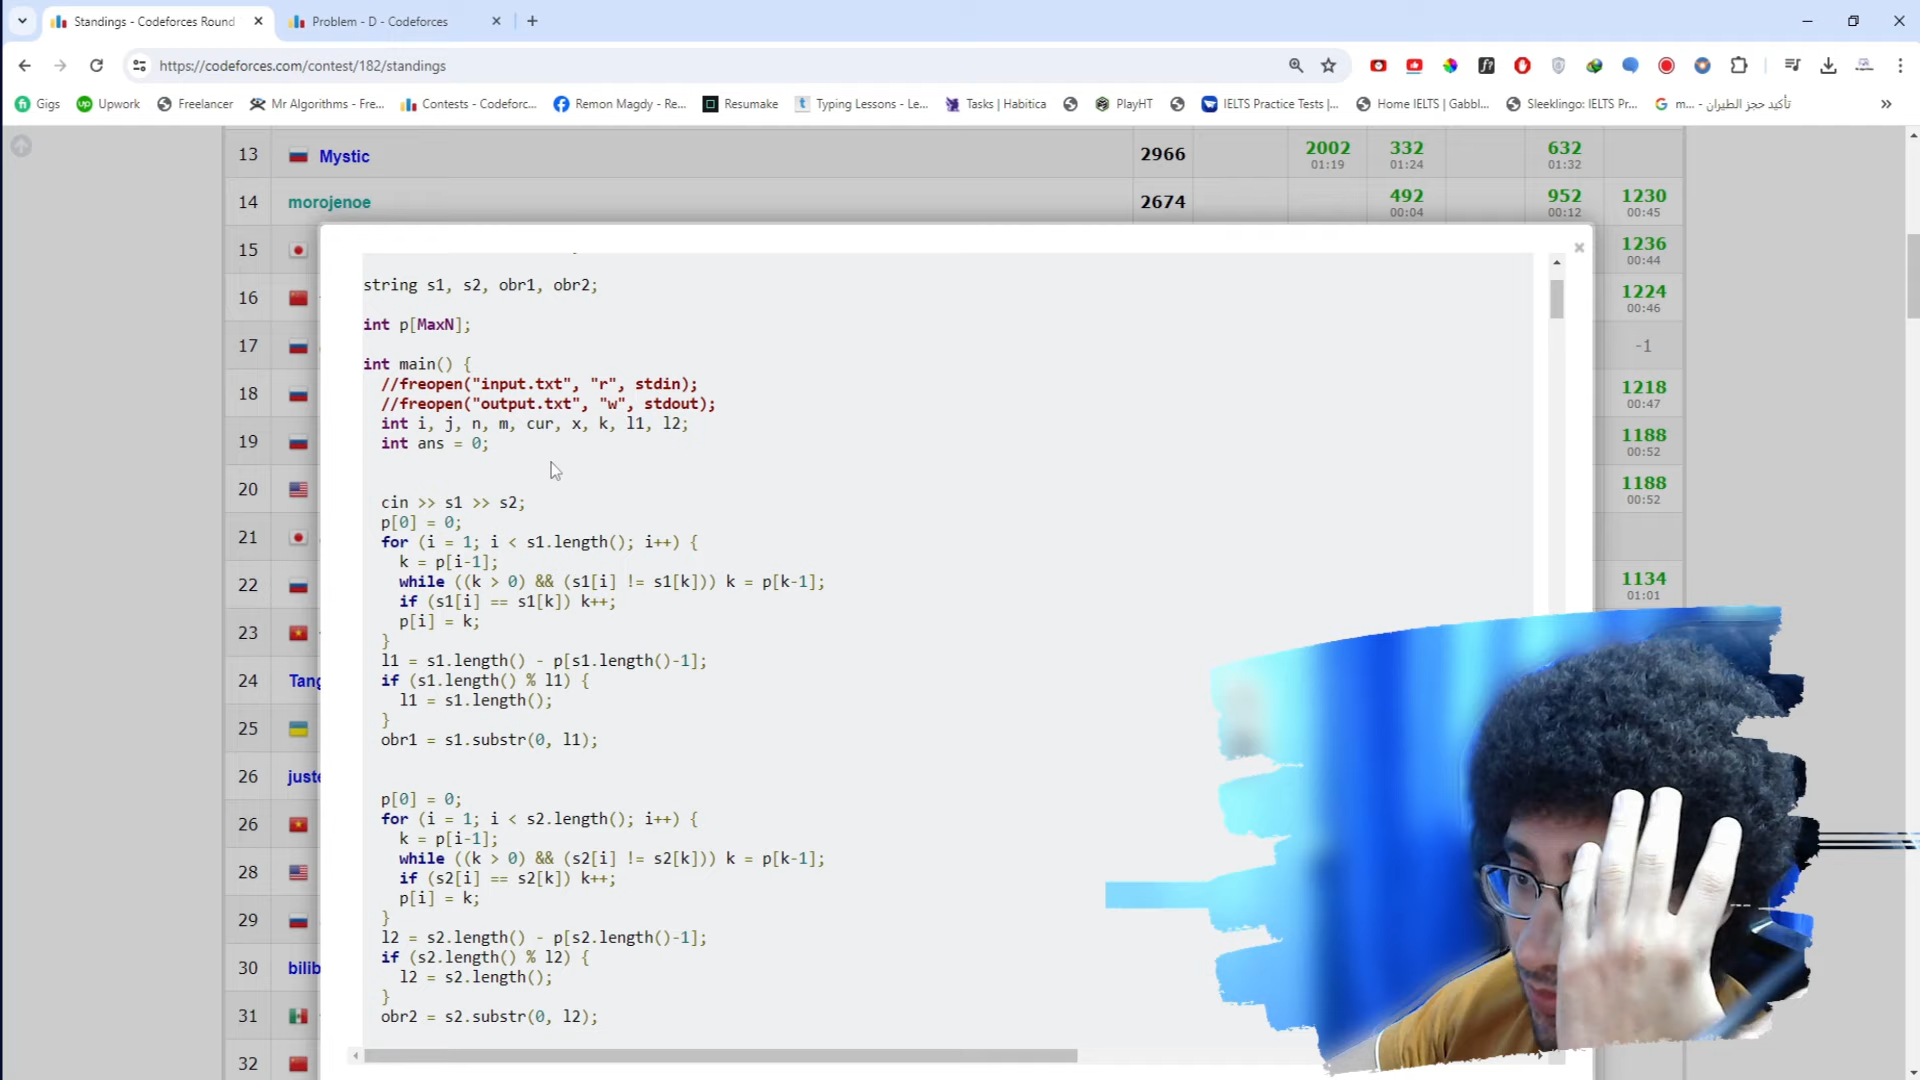 Standings - Codeforces Round
Problem - D - Codeforces
https://codeforces.com/contest/182/standings
Gigs
Upwork
Freelancer
Mr Algorithms - Fre...
Contests - Codeforc...
Remon Magdy - Re...
Resumake
Typing Lessons - Le...
Tasks | Habitica
PlayHT
IELTS Practice Tests |...
Home IELTS | Gabbl...
Sleeklingo: IELTS Pr...
تأكيد حجز الطيران - ...m
13 Mystic 2966 2002 332 632
01:19 01:24 01:32
14 morojenoe 2674 492 952 1230
00:04 00:12 00:45
15 1236
00:44
16 1224
00:46
17 -1
18 1218
00:47
19 1188
00:52
20 1188
00:52
21
22 1134
01:01
23
24 Tang
25
26 juste
26
28
29
30 bilib
31
32
string s1, s2, obr1, obr2;
int p[MaxN];
int main() {
//freopen("input.txt", "r", stdin);
//freopen("output.txt", "w", stdout);
int i, j, n, m, cur, x, k, l1, l2;
int ans = 0;
cin >> s1 >> s2;
p[0] = 0;
for (i = 1; i < s1.length(); i++) {
k = p[i-1];
while ((k > 0) && (s1[i] != s1[k])) k = p[k-1];
if (s1[i] == s1[k]) k++;
p[i] = k;
}
l1 = s1.length() - p[s1.length()-1];
if (s1.length() % l1) {
l1 = s1.length();
}
obr1 = s1.substr(0, l1);
p[0] = 0;
for (i = 1; i < s2.length(); i++) {
k = p[i-1];
while ((k > 0) && (s2[i] != s2[k])) k = p[k-1];
if (s2[i] == s2[k]) k++;
p[i] = k;
}
l2 = s2.length() - p[s2.length()-1];
if (s2.length() % l2) {
l2 = s2.length();
}
obr2 = s2.substr(0, l2);